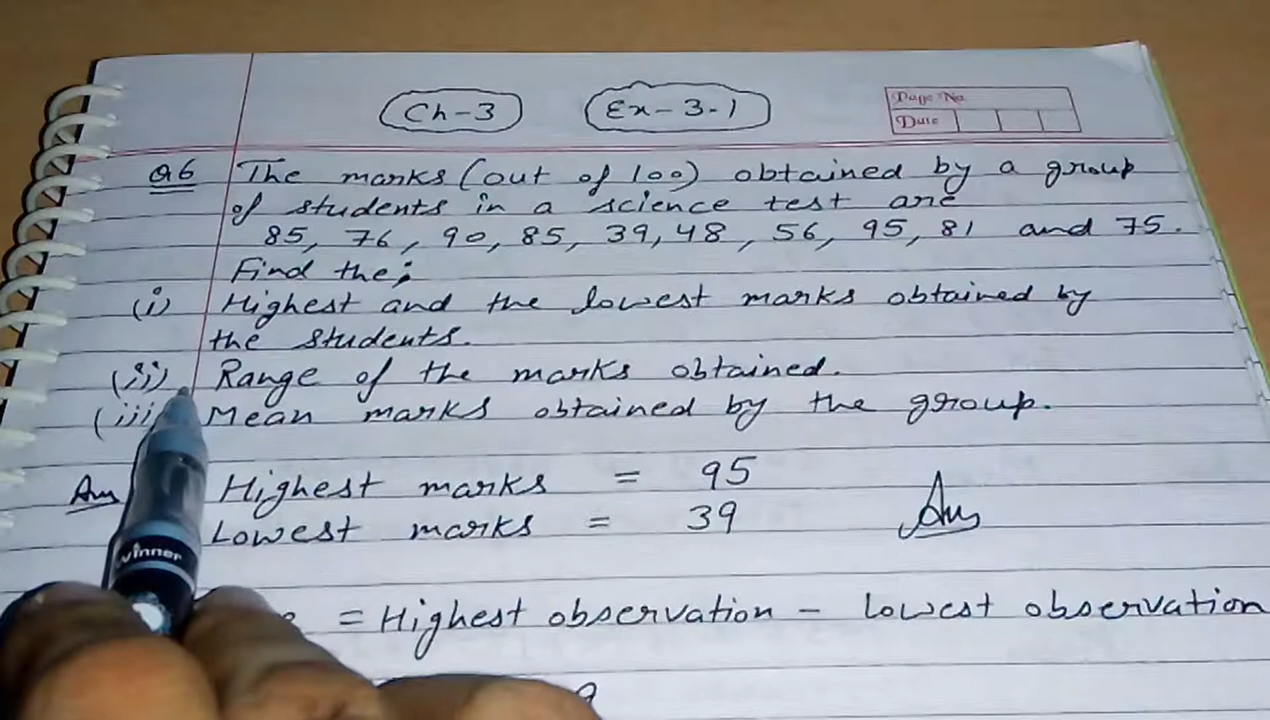 Ch-3 Ex-3.1
Page No.
Date
Q6 The marks (out of 100) obtained by a group
of students in a science test are
85, 76, 90, 85, 39, 48, 56, 95, 81 and 75.
Find the;
(i) Highest and the lowest marks obtained by
the students.
(ii) Range of the marks obtained.
(iii) Mean marks obtained by the group.
Ans Highest marks = 95
Lowest marks = 39 Ans
winner
= Highest observation - lowest observation